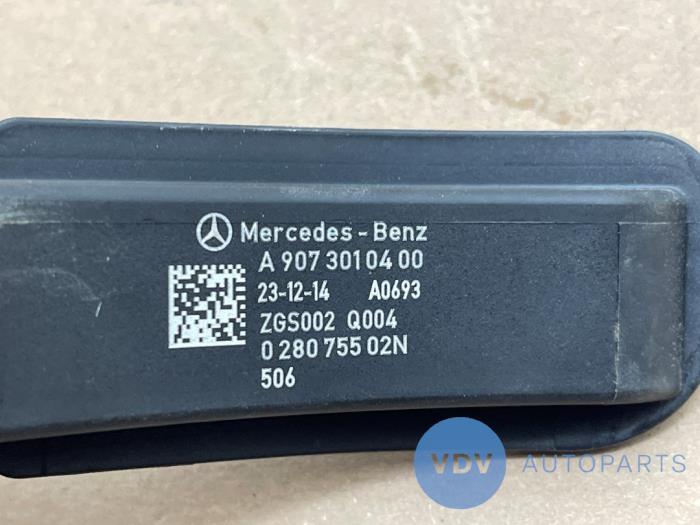 Mercedes-Benz
A 907 301 04 00
23-12-14 A0693
ZGS002 Q004
0 280 755 02N
506
VDV AUTOPARTS